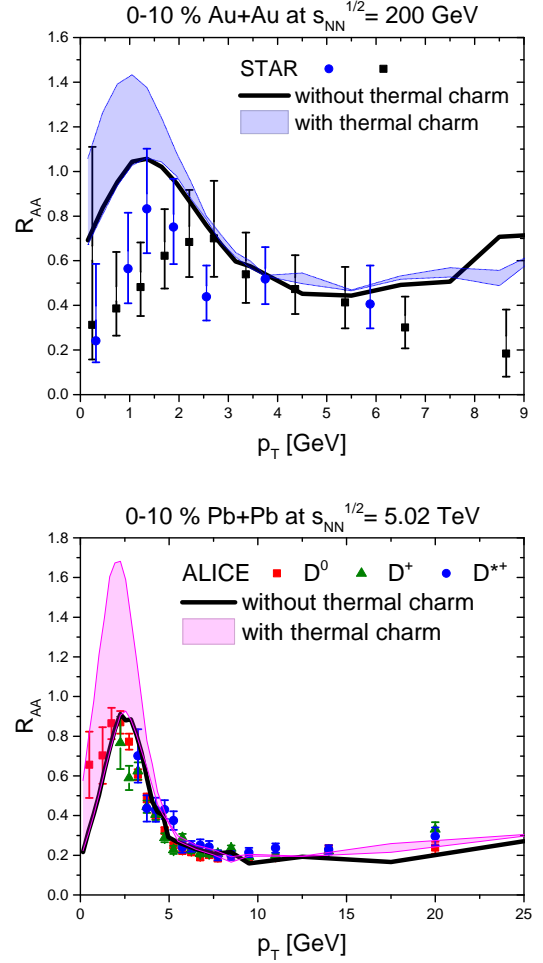 0-10 % Au+Au at s_NN^1/2 = 200 GeV
1.6
1.4
1.2
1.0
0.8
0.6
0.4
0.2
0.0
R_AA
STAR
without thermal charm
with thermal charm
0 1 2 3 4 5 6 7 8 9
p_T [GeV]
0-10 % Pb+Pb at s_NN^1/2 = 5.02 TeV
1.8
1.6
1.4
1.2
1.0
0.8
0.6
0.4
0.2
0.0
R_AA
ALICE D^0 D^+ D^*+
without thermal charm
with thermal charm
0 5 10 15 20 25
p_T [GeV]